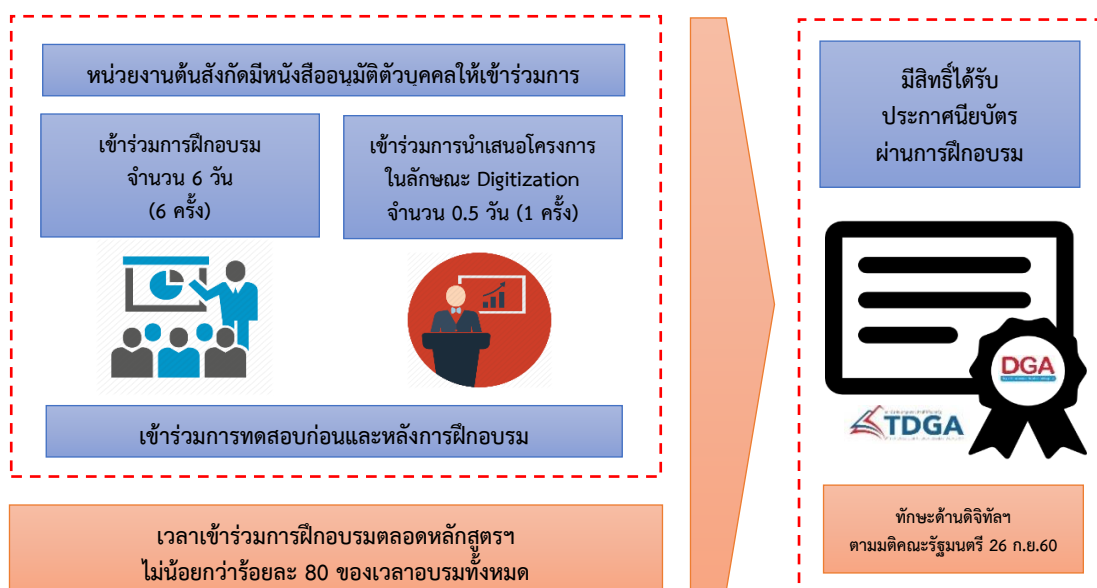 หน่วยงานต้นสังกัดมีหนังสืออนุมัติตัวบุคคลให้เข้าร่วมการ
เข้าร่วมการฝึกอบรม
จำนวน 6 วัน
(6 ครั้ง)
เข้าร่วมการนำเสนอโครงการ
ในลักษณะ Digitization
จำนวน 0.5 วัน (1 ครั้ง)
เข้าร่วมการทดสอบก่อนและหลังการฝึกอบรม
เวลาเข้าร่วมการฝึกอบรมตลอดหลักสูตรฯ
ไม่น้อยกว่าร้อยละ 80 ของเวลาอบรมทั้งหมด
มีสิทธิ์ได้รับ
ประกาศนียบัตร
ผ่านการฝึกอบรม
DGA
TDGA
ทักษะด้านดิจิทัลฯ
ตามมติคณะรัฐมนตรี 26 ก.ย.60